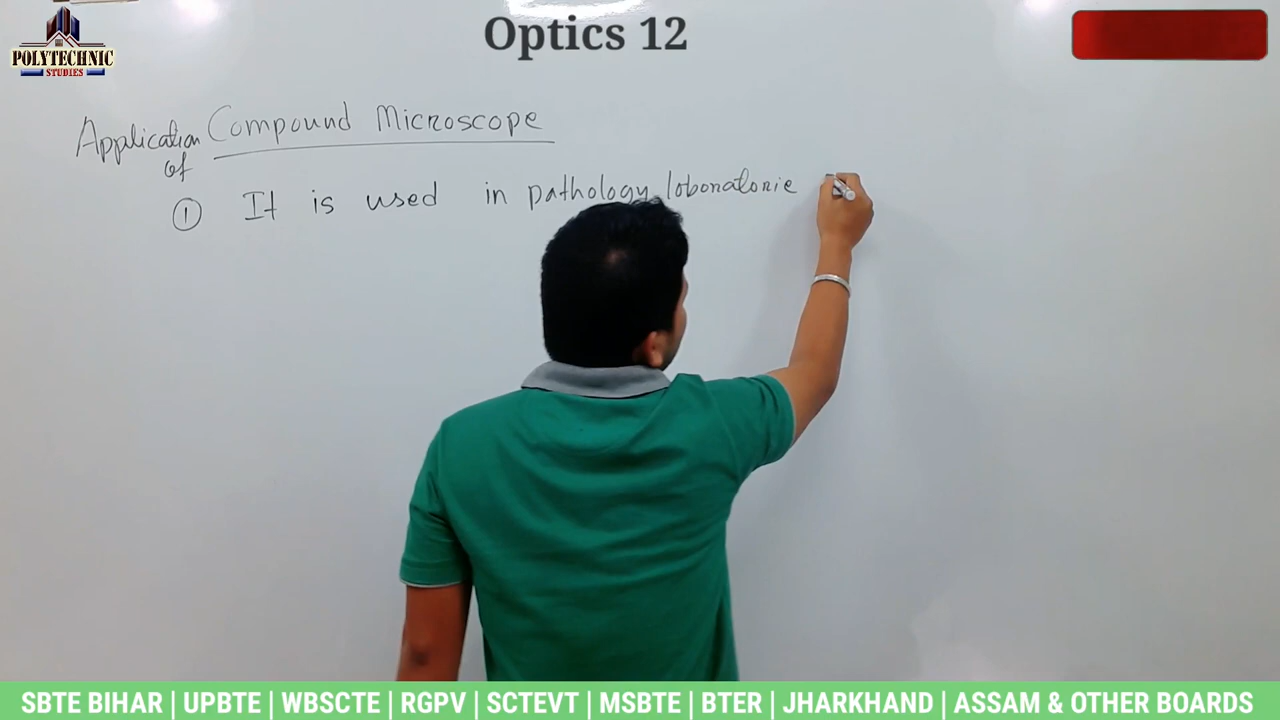 Optics 12
POLYTECHNIC
STUDIES
Application of Compound Microscope
① It is used in pathology lobonatonie
SBTE BIHAR | UPBTE | WBSCTE | RGPV | SCTEVT | MSBTE | BTER | JHARKHAND | ASSAM & OTHER BOARDS